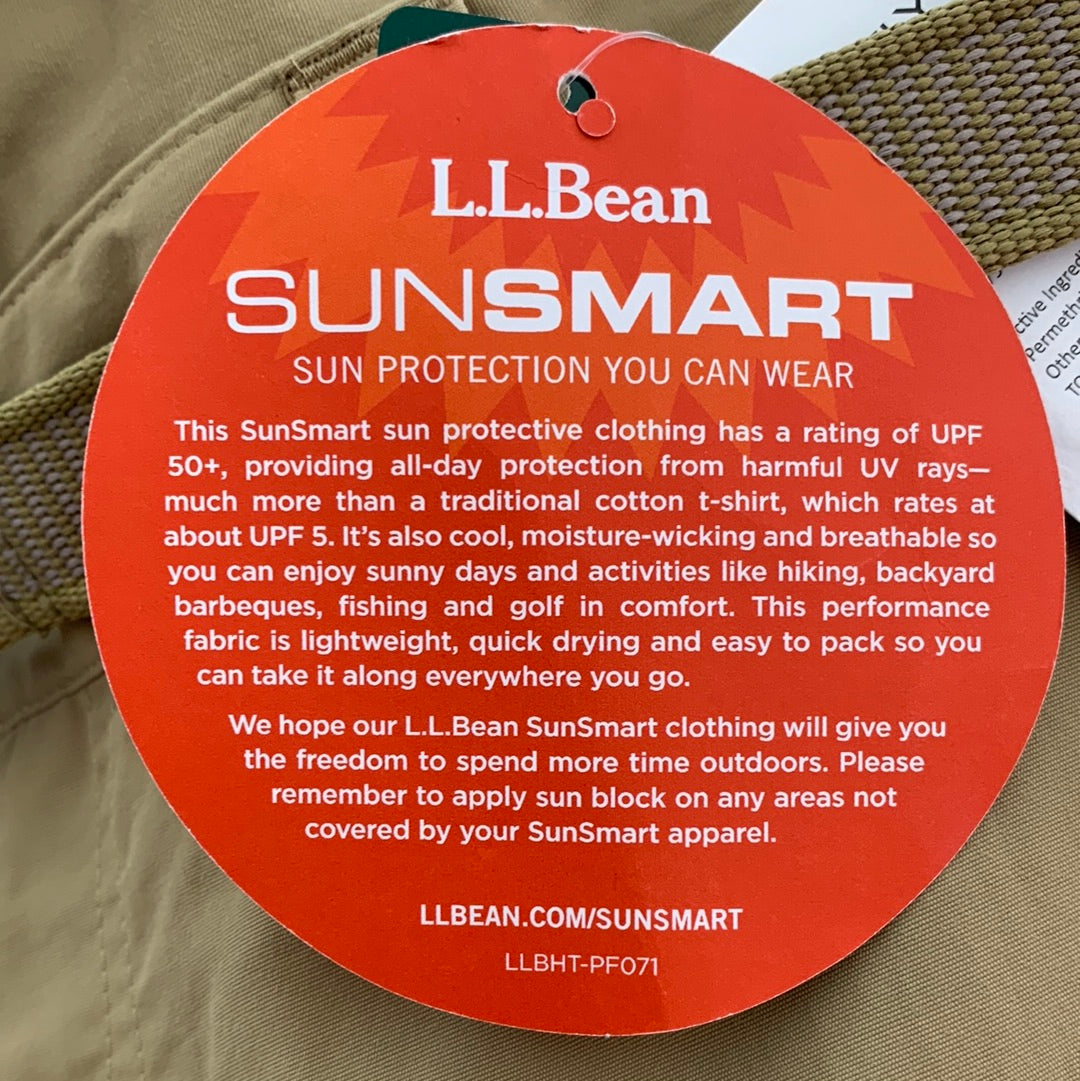 L.L.Bean
SUNSMART
SUN PROTECTION YOU CAN WEAR
This SunSmart sun protective clothing has a rating of UPF
50+, providing all-day protection from harmful UV rays—
much more than a traditional cotton t-shirt, which rates at
about UPF 5. It's also cool, moisture-wicking and breathable so
you can enjoy sunny days and activities like hiking, backyard
barbeques, fishing and golf in comfort. This performance
fabric is lightweight, quick drying and easy to pack so you
can take it along everywhere you go.
We hope our L.L.Bean SunSmart clothing will give you
the freedom to spend more time outdoors. Please
remember to apply sun block on any areas not
covered by your SunSmart apparel.
LLBEAN.COM/SUNSMART
LLBHT-PF071